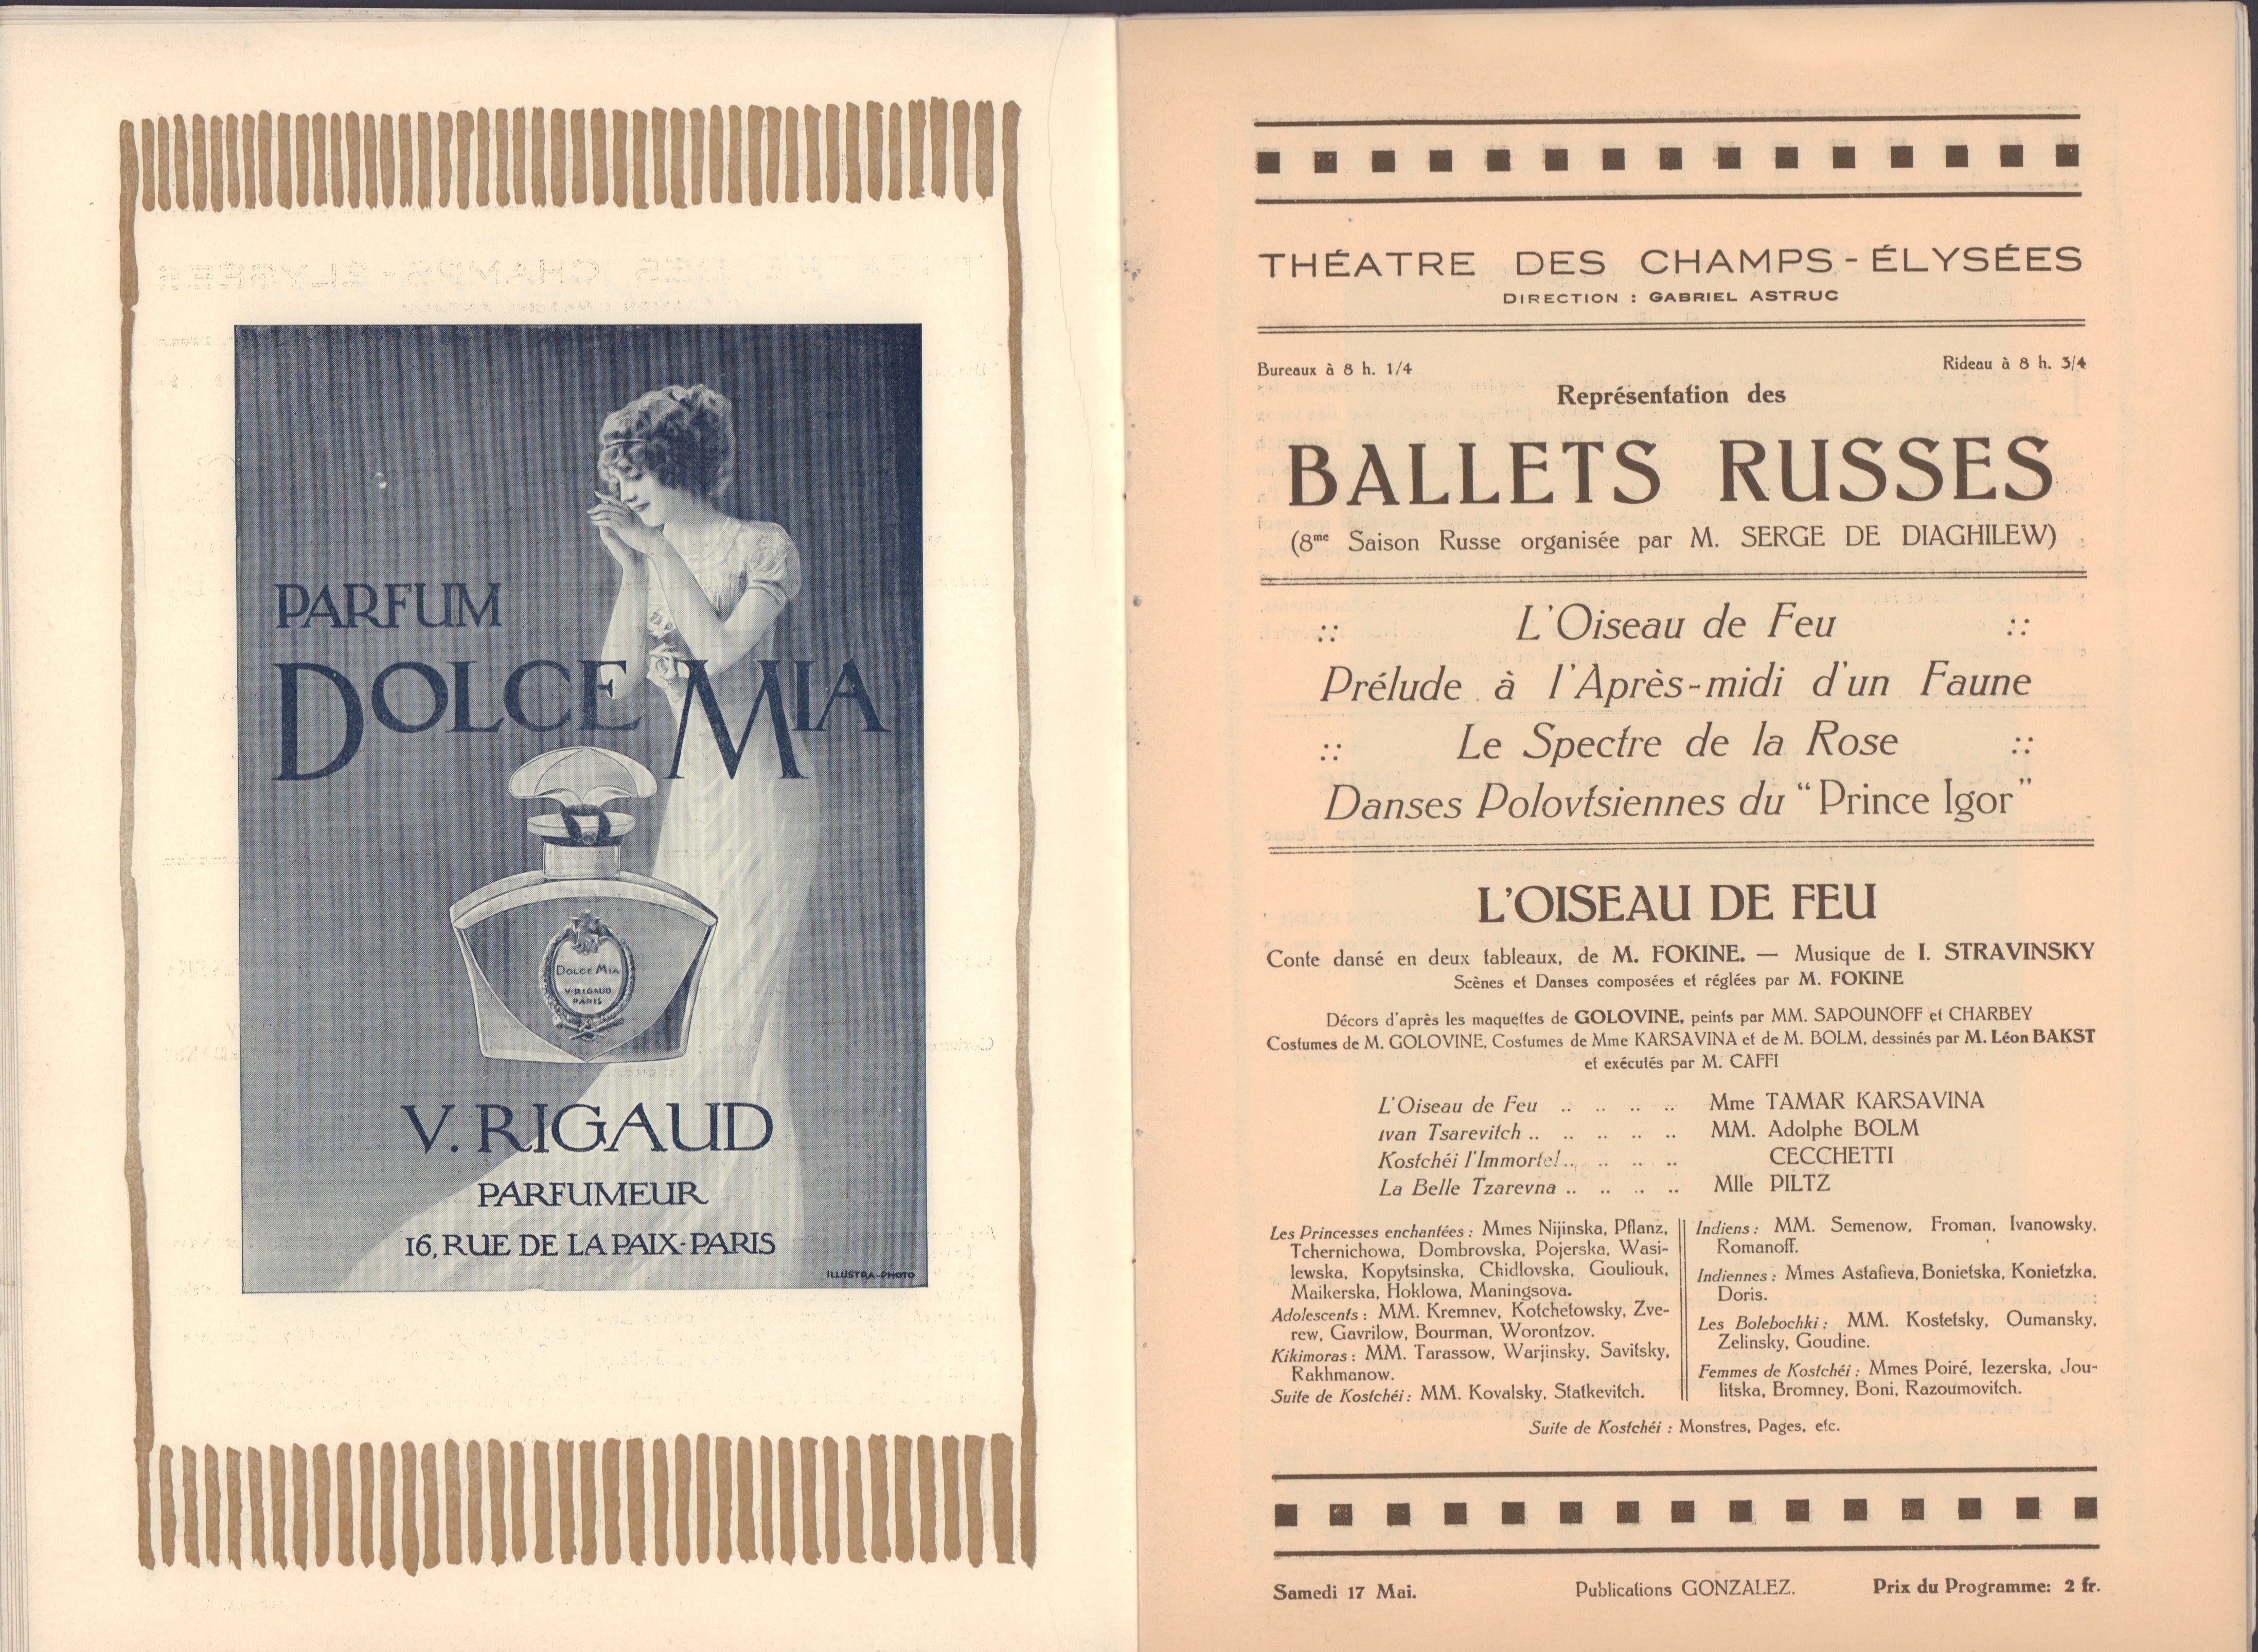 PARFUM
DOLCE MIA
DOLCE MIA
V. RIGAUD
PARIS
V. RIGAUD
PARFUMEUR
16, RUE DE LA PAIX - PARIS
ILLUSTRA-PHOTO
THÉATRE DES CHAMPS-ÉLYSÉES
DIRECTION : GABRIEL ASTRUC
Bureaux à 8 h. 1/4 Rideau à 8 h. 3/4
Représentation des
BALLETS RUSSES
(8me Saison Russe organisée par M. SERGE DE DIAGHILEW)
:: L'Oiseau de Feu ::
Prélude à l'Après-midi d'un Faune
:: Le Spectre de la Rose ::
Danses Polovtsiennes du "Prince Igor"
L'OISEAU DE FEU
Conte dansé en deux tableaux, de M. FOKINE. — Musique de I. STRAVINSKY
Scènes et Danses composées et réglées par M. FOKINE
Décors d'après les maquettes de GOLOVINE, peints par MM. SAPOUNOFF et CHARBEY
Costumes de M. GOLOVINE, Costumes de Mme KARSAVINA et de M. BOLM, dessinés par M. Léon BAKST
et exécutés par M. CAFFI
L'Oiseau de Feu .. .. .. .. Mme TAMAR KARSAVINA
Ivan Tsarevitch .. .. .. .. .. MM. Adolphe BOLM
Kostchéi l'Immortel .. .. .. .. CECCHETTI
La Belle Tzarevna .. .. .. .. Mlle PILTZ
Les Princesses enchantées : Mmes Nijinska, Pflanz,
Tchernichowa, Dombrovska, Pojerska, Wasi-
lewska, Kopytsinska, Chidlovska, Gouliouk,
Maikerska, Hoklowa, Maningsova.
Adolescents : MM. Kremnev, Kotchetowsky, Zve-
rew, Gavrilow, Bourman, Worontzov.
Kikimoras : MM. Tarassow, Warjinsky, Savitsky,
Rakhmanow.
Suite de Kostchéi : MM. Kovalsky, Statkevitch.
Indiens : MM. Semenow, Froman, Ivanowsky,
Romanoff.
Indiennes : Mmes Astafieva, Bonietska, Konietzka,
Doris.
Les Bolebochki : MM. Kostetsky, Oumansky,
Zelinsky, Goudine.
Femmes de Kostchéi : Mmes Poiré, Iezerska, Jou-
litska, Bromney, Boni, Razoumovitch.
Suite de Kostchéi : Monstres, Pages, etc.
Samedi 17 Mai. Publications GONZALEZ. Prix du Programme: 2 fr.